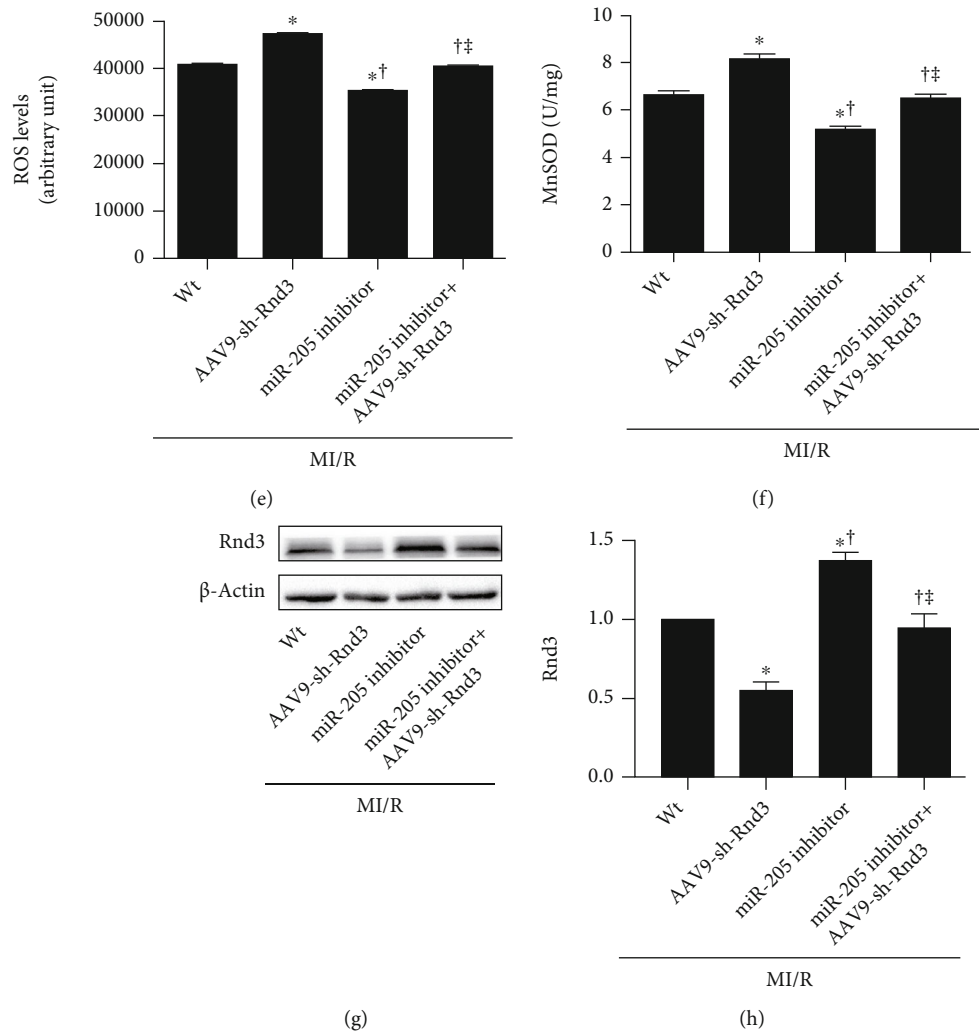 ROS levels
(arbitrary unit)
50000
40000
30000
20000
10000
0
*
*†
†‡
Wt
AAV9-sh-Rnd3
miR-205 inhibitor
miR-205 inhibitor+
AAV9-sh-Rnd3
MI/R
(e)
MnSOD (U/mg)
10
8
6
4
2
0
*
*†
†‡
Wt
AAV9-sh-Rnd3
miR-205 inhibitor
miR-205 inhibitor+
AAV9-sh-Rnd3
MI/R
(f)
Rnd3
β-Actin
Wt
AAV9-sh-Rnd3
miR-205 inhibitor
miR-205 inhibitor+
AAV9-sh-Rnd3
MI/R
(g)
Rnd3
1.5
1.0
0.5
0.0
*
*†
†‡
Wt
AAV9-sh-Rnd3
miR-205 inhibitor
miR-205 inhibitor+
AAV9-sh-Rnd3
MI/R
(h)